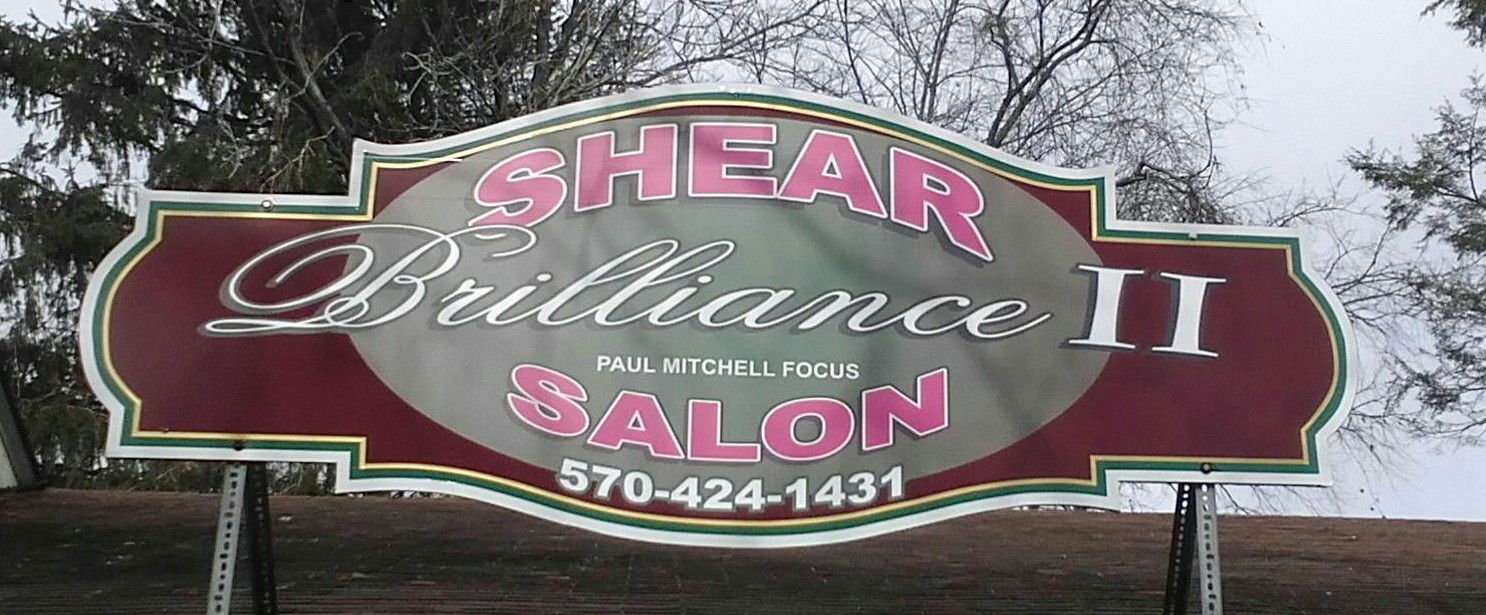 SHEAR
Brilliance II
PAUL MITCHELL FOCUS
SALON
570-424-1431